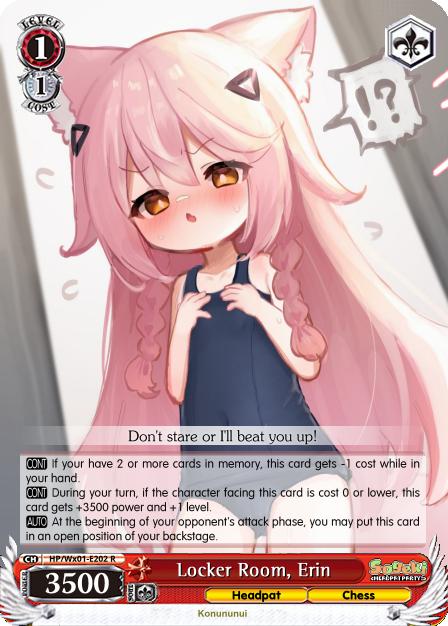 LEVEL
1
1
COST
!?
Don't stare or I'll beat you up!
CONT If your have 2 or more cards in memory, this card gets -1 cost while in
your hand.
CONT During your turn, if the character facing this card is cost 0 or lower, this
card gets +3500 power and +1 level.
AUTO At the beginning of your opponent's attack phase, you may put this card
in an open position of your backstage.
CH HP/Wx01-E202 R
POWER 3500 SOUL Locker Room, Erin
Headpat Chess
HEADPAT PARTY
Konununui